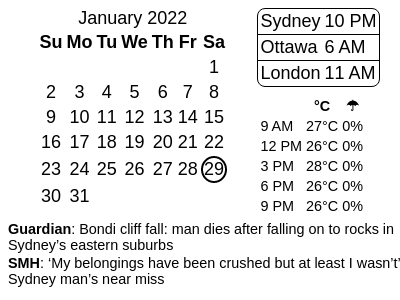 January 2022
Su Mo Tu We Th Fr Sa
1
2 3 4 5 6 7 8
9 10 11 12 13 14 15
16 17 18 19 20 21 22
23 24 25 26 27 28 29
30 31
Sydney 10 PM
Ottawa 6 AM
London 11 AM
°C ☂
9 AM 27°C 0%
12 PM 26°C 0%
3 PM 28°C 0%
6 PM 26°C 0%
9 PM 26°C 0%
Guardian: Bondi cliff fall: man dies after falling on to rocks in
Sydney’s eastern suburbs
SMH: ‘My belongings have been crushed but at least I wasn’t’
Sydney man’s near miss